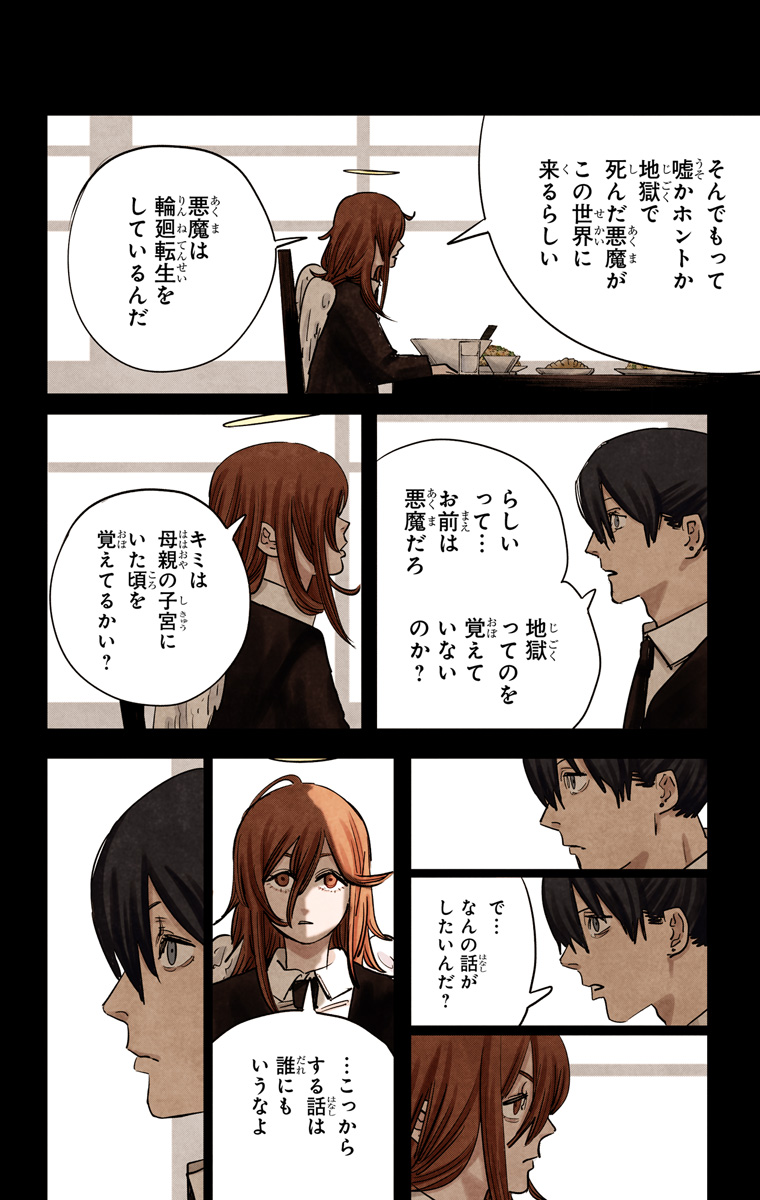 そんでもって
嘘かホントか
地獄で
死んだ悪魔が
この世界に
来るらしい
悪魔は
輪廻転生を
しているんだ
らしい
って…
お前は
悪魔だろ
地獄
ってのを
覚えて
いない
のか？
キミは
母親の子宮に
いた頃を
覚えてるかい？
で…
なんの話が
したいんだ？
…こっから
する話は
誰にも
いうなよ